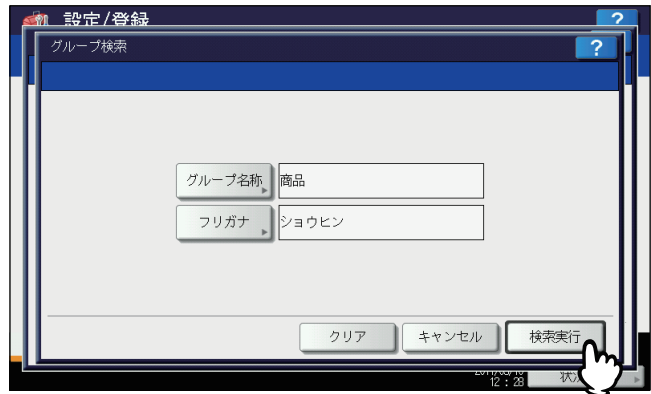 設定/登録
?
グループ検索
?
グループ名称
商品
フリガナ
ショウヒン
クリア
キャンセル
検索実行
12:28